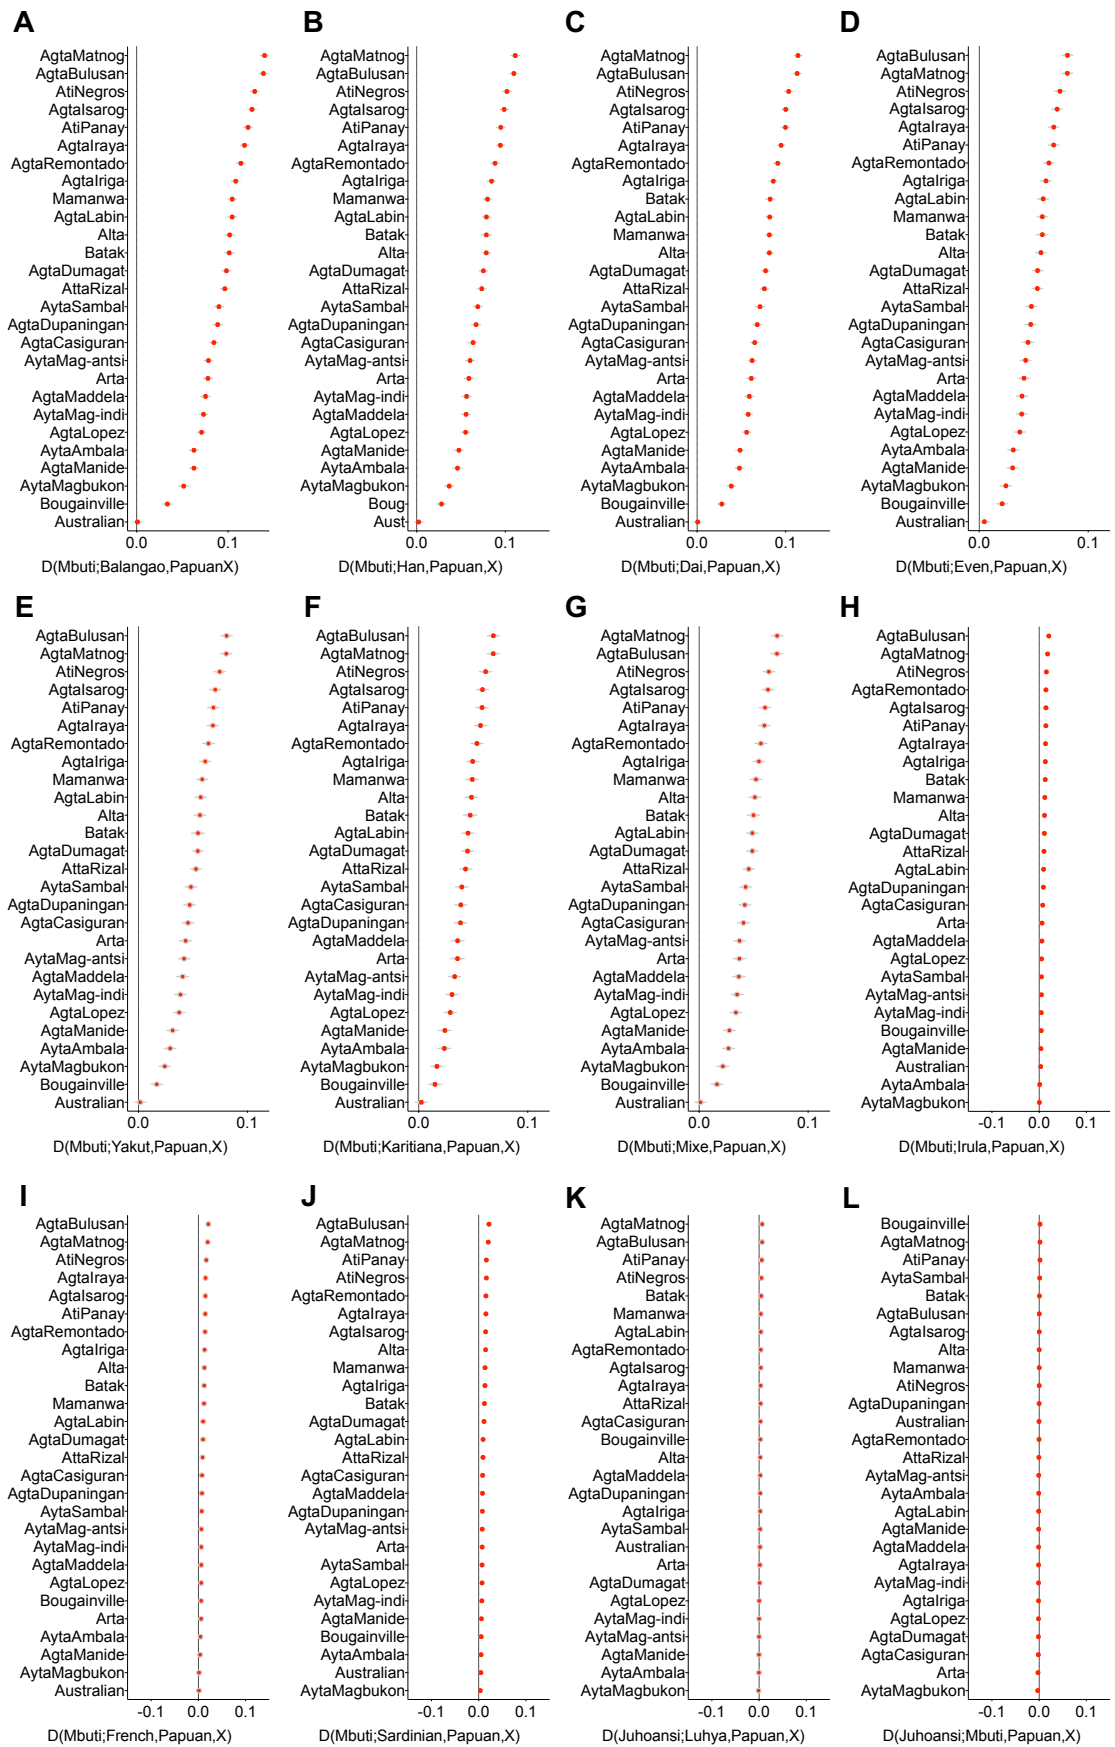 A
AgtaMatnog
AgtaBulusan
AtiNegros
AgtaIsarog
AtiPanay
AgtaIraya
AgtaRemontado
AgtaIriga
Mamanwa
AgtaLabin
Alta
Batak
AgtaDumagat
AttaRizal
AytaSambal
AgtaDupaningan
AgtaCasiguran
AytaMag-antsi
Arta
AgtaMaddela
AytaMag-indi
AgtaLopez
AytaAmbala
AgtaManide
AytaMagbukon
Bougainville
Australian
0.0 0.1
D(Mbuti;Balangao,PapuanX)
B
AgtaMatnog
AgtaBulusan
AtiNegros
AgtaIsarog
AtiPanay
AgtaIraya
AgtaRemontado
AgtaIriga
Mamanwa
AgtaLabin
Batak
Alta
AgtaDumagat
AttaRizal
AytaSambal
AgtaDupaningan
AgtaCasiguran
AytaMag-antsi
Arta
AytaMag-indi
AgtaMaddela
AgtaLopez
AgtaManide
AytaAmbala
AytaMagbukon
Boug
Aust
0.0 0.1
D(Mbuti;Han,Papuan,X)
C
AgtaMatnog
AgtaBulusan
AtiNegros
AgtaIsarog
AtiPanay
AgtaIraya
AgtaRemontado
AgtaIriga
Batak
AgtaLabin
Mamanwa
Alta
AgtaDumagat
AttaRizal
AytaSambal
AgtaDupaningan
AgtaCasiguran
AytaMag-antsi
Arta
AgtaMaddela
AytaMag-indi
AgtaLopez
AgtaManide
AytaAmbala
AytaMagbukon
Bougainville
Australian
0.0 0.1
D(Mbuti;Dai,Papuan,X)
D
AgtaBulusan
AgtaMatnog
AtiNegros
AgtaIsarog
AgtaIraya
AtiPanay
AgtaRemontado
AgtaIriga
AgtaLabin
Mamanwa
Batak
Alta
AgtaDumagat
AttaRizal
AytaSambal
AgtaDupaningan
AgtaCasiguran
AytaMag-antsi
Arta
AgtaMaddela
AytaMag-indi
AgtaLopez
AytaAmbala
AgtaManide
AytaMagbukon
Bougainville
Australian
0.0 0.1
D(Mbuti;Even,Papuan,X)
E
AgtaBulusan
AgtaMatnog
AtiNegros
AgtaIsarog
AtiPanay
AgtaIraya
AgtaRemontado
AgtaIriga
Mamanwa
AgtaLabin
Alta
Batak
AgtaDumagat
AttaRizal
AytaSambal
AgtaDupaningan
AgtaCasiguran
Arta
AytaMag-antsi
AgtaMaddela
AytaMag-indi
AgtaLopez
AgtaManide
AytaAmbala
AytaMagbukon
Bougainville
Australian
0.0 0.1
D(Mbuti;Yakut,Papuan,X)
F
AgtaBulusan
AgtaMatnog
AtiNegros
AgtaIsarog
AtiPanay
AgtaIraya
AgtaRemontado
AgtaIriga
Mamanwa
Alta
Batak
AgtaLabin
AgtaDumagat
AttaRizal
AytaSambal
AgtaCasiguran
AgtaDupaningan
AgtaMaddela
Arta
AytaMag-antsi
AytaMag-indi
AgtaLopez
AgtaManide
AytaAmbala
AytaMagbukon
Bougainville
Australian
0.0 0.1
D(Mbuti;Karitiana,Papuan,X)
G
AgtaMatnog
AgtaBulusan
AtiNegros
AgtaIsarog
AtiPanay
AgtaIraya
AgtaRemontado
AgtaIriga
Mamanwa
Alta
Batak
AgtaLabin
AgtaDumagat
AttaRizal
AytaSambal
AgtaDupaningan
AgtaCasiguran
AytaMag-antsi
Arta
AgtaMaddela
AytaMag-indi
AgtaLopez
AgtaManide
AytaAmbala
AytaMagbukon
Bougainville
Australian
0.0 0.1
D(Mbuti;Mixe,Papuan,X)
H
AgtaBulusan
AgtaMatnog
AtiNegros
AgtaRemontado
AgtaIsarog
AtiPanay
AgtaIraya
AgtaIriga
Batak
Mamanwa
Alta
AgtaDumagat
AttaRizal
AgtaLabin
AgtaDupaningan
AgtaCasiguran
Arta
AgtaMaddela
AgtaLopez
AytaSambal
AytaMag-antsi
AytaMag-indi
Bougainville
AgtaManide
Australian
AytaAmbala
AytaMagbukon
-0.1 0.0 0.1
D(Mbuti;Irula,Papuan,X)
I
AgtaBulusan
AgtaMatnog
AtiNegros
AgtaIraya
AgtaIsarog
AtiPanay
AgtaRemontado
AgtaIriga
Alta
Batak
Mamanwa
AgtaLabin
AgtaDumagat
AttaRizal
AgtaCasiguran
AgtaDupaningan
AytaSambal
AytaMag-antsi
AytaMag-indi
AgtaMaddela
AgtaLopez
Bougainville
Arta
AytaAmbala
AgtaManide
AytaMagbukon
Australian
-0.1 0.0 0.1
D(Mbuti;French,Papuan,X)
J
AgtaBulusan
AgtaMatnog
AtiPanay
AtiNegros
AgtaRemontado
AgtaIraya
AgtaIsarog
Alta
Mamanwa
AgtaIriga
Batak
AgtaDumagat
AgtaLabin
AttaRizal
AgtaCasiguran
AgtaMaddela
AgtaDupaningan
AytaMag-antsi
Arta
AytaSambal
AgtaLopez
AytaMag-indi
AgtaManide
Bougainville
AytaAmbala
Australian
AytaMagbukon
-0.1 0.0 0.1
D(Mbuti;Sardinian,Papuan,X)
K
AgtaMatnog
AgtaBulusan
AtiPanay
AtiNegros
Batak
Mamanwa
AgtaLabin
AgtaRemontado
AgtaIsarog
AgtaIraya
AttaRizal
AgtaCasiguran
Bougainville
Alta
AgtaMaddela
AgtaDupaningan
AgtaIriga
AytaSambal
Australian
Arta
AgtaDumagat
AgtaLopez
AytaMag-indi
AytaMag-antsi
AgtaManide
AytaAmbala
AytaMagbukon
-0.1 0.0 0.1
D(Juhoansi;Luhya,Papuan,X)
L
Bougainville
AgtaMatnog
AtiPanay
AytaSambal
Batak
AgtaBulusan
AgtaIsarog
Alta
Mamanwa
AtiNegros
AgtaDupaningan
Australian
AgtaRemontado
AttaRizal
AytaMag-antsi
AytaAmbala
AgtaLabin
AgtaManide
AgtaMaddela
AgtaIraya
AytaMag-indi
AgtaIriga
AgtaLopez
AgtaDumagat
AgtaCasiguran
Arta
AytaMagbukon
-0.1 0.0 0.1
D(Juhoansi;Mbuti,Papuan,X)